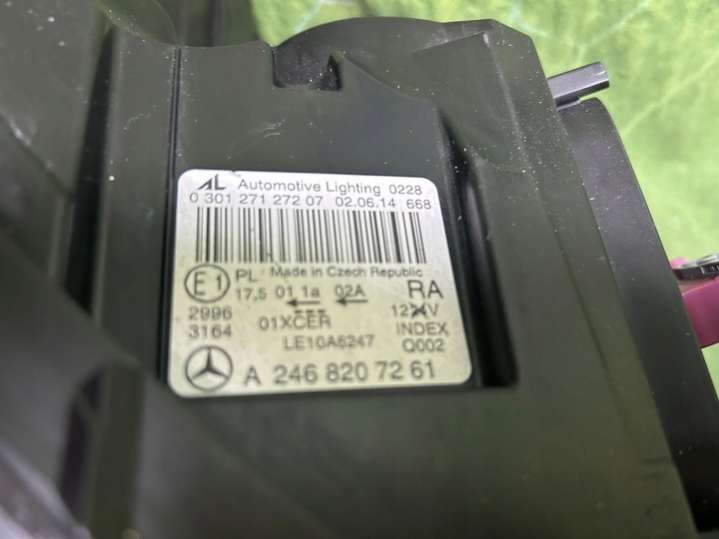 AL Automotive Lighting 0228
0 301 271 272 07 02.06.14 668
E1 PL Made in Czech Republic
17.5 01 1a 02A RA
2996 01XCER 12V
3164 LE10A6247 INDEX
Q002
A 246 820 72 61